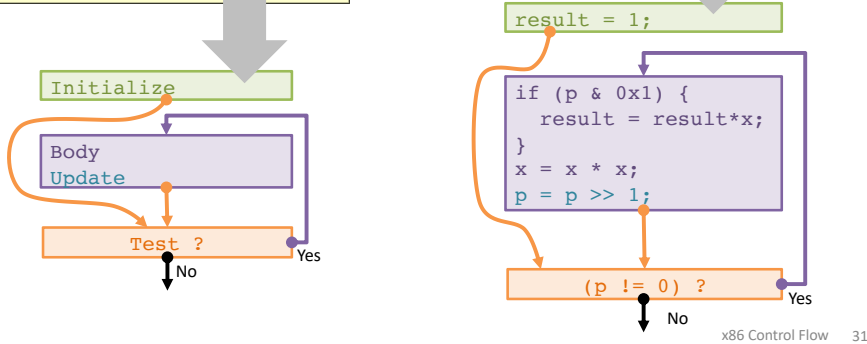 Initialize
Body
Update
Test ?
Yes
No
result = 1;
if (p & 0x1) {
  result = result*x;
}
x = x * x;
p = p >> 1;
(p != 0) ?
Yes
No
x86 Control Flow 31